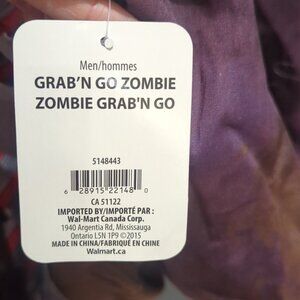 Men/hommes
GRAB'N GO ZOMBIE
ZOMBIE GRAB'N GO
5148443
6 28915 22148 0
CA 51122
IMPORTED BY/IMPORTÉ PAR :
Wal-Mart Canada Corp.
1940 Argentia Rd, Mississauga
Ontario L5N 1P9 ©2015
MADE IN CHINA/FABRIQUÉ EN CHINE
Walmart.ca